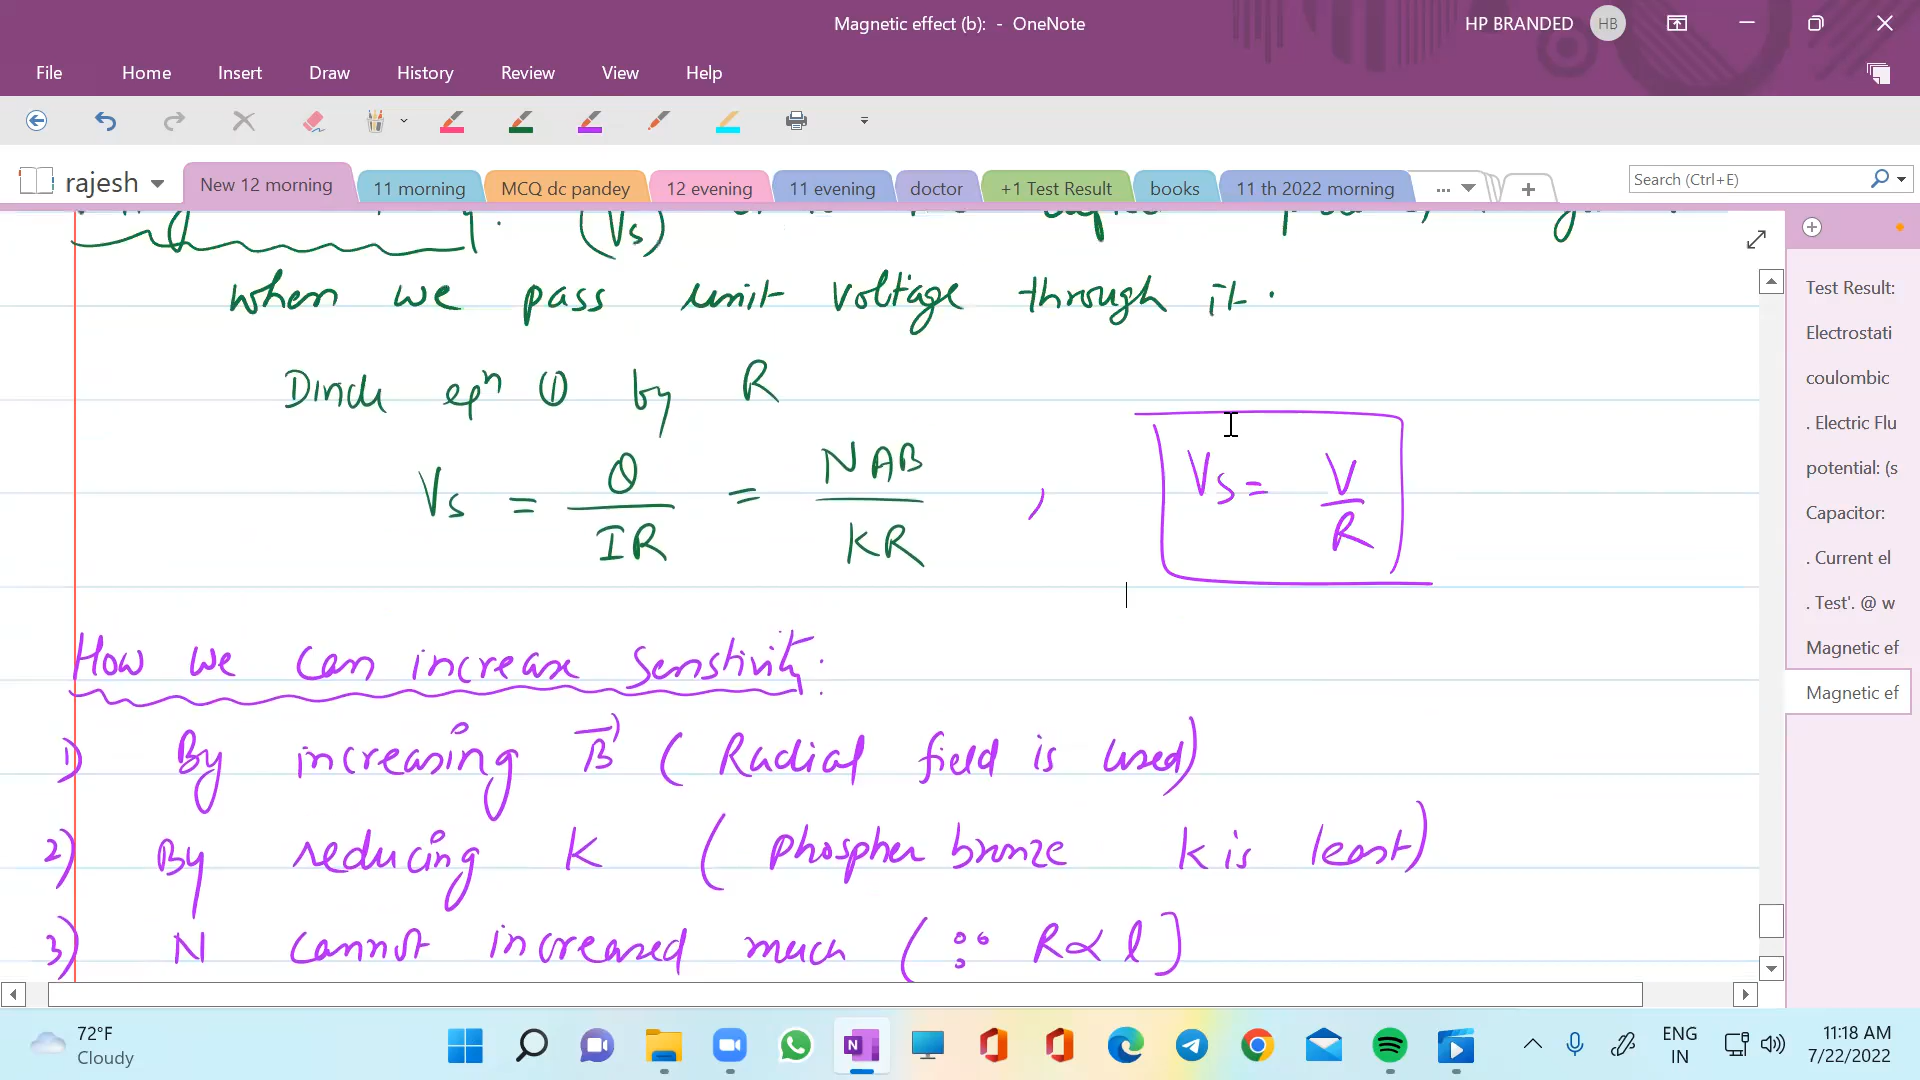 Magnetic effect (b): - OneNote
HP BRANDED HB
File Home Insert Draw History Review View Help
rajesh New 12 morning 11 morning MCQ dc pandey 12 evening 11 evening doctor +1 Test Result books 11 th 2022 morning ... +
Search (Ctrl+E)
(Vs)
when we pass unit voltage through it.
eqn ① by R
Vs = θ/IR = NAB/KR , Vs = V/R
How we can increase Senstivity:
1) By increasing B⃗ (Radial field is used)
2) By reducing K (phospher bronze k is least)
3) N cannot increased much (∵ R∝ l]
Test Result:
Electrostati
coulombic
. Electric Flu
potential: (s
Capacitor:
. Current el
. Test'. @ w
Magnetic ef
Magnetic ef
72°F
Cloudy
ENG
IN
11:18 AM
7/22/2022